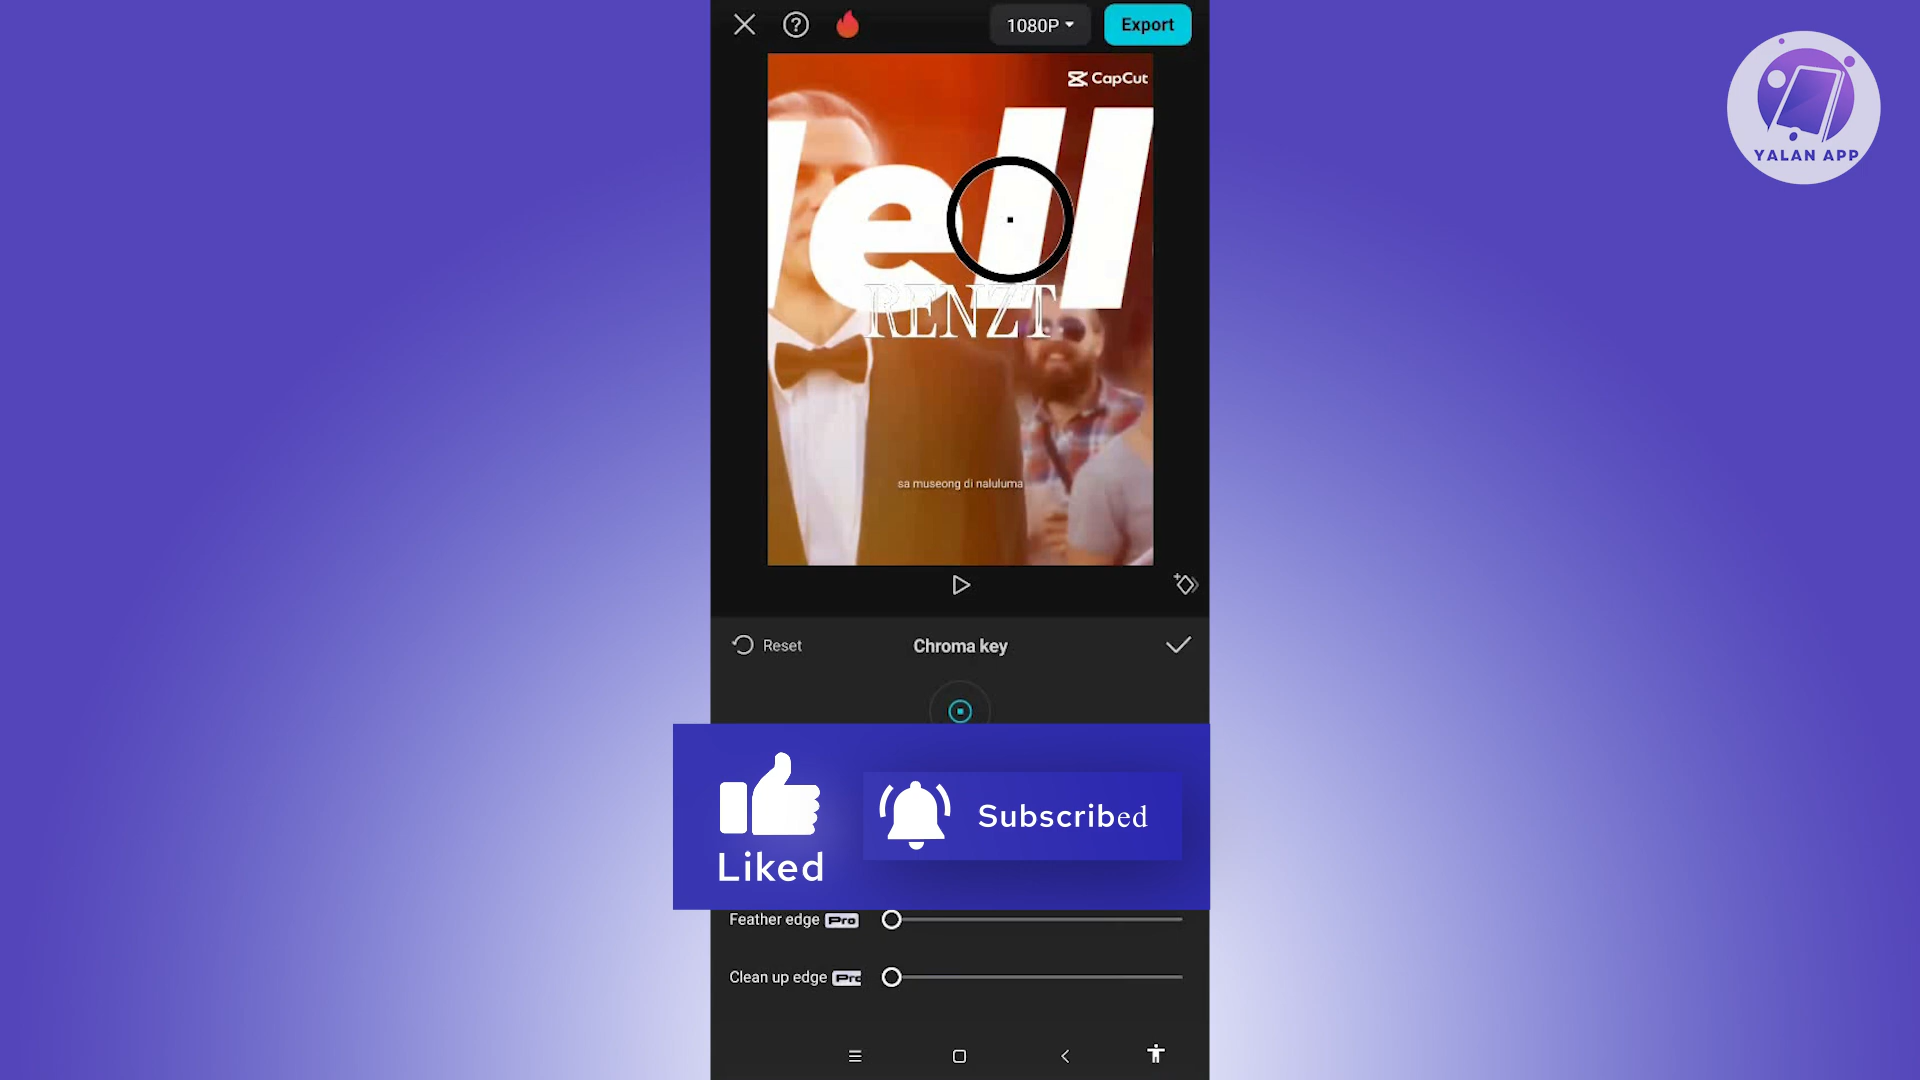 1080P
Export
CapCut
YALAN APP
ell
RENZT
sa museong di naluluma
Reset
Chroma key
Liked
Subscribed
Feather edge Pro
Clean up edge Pro